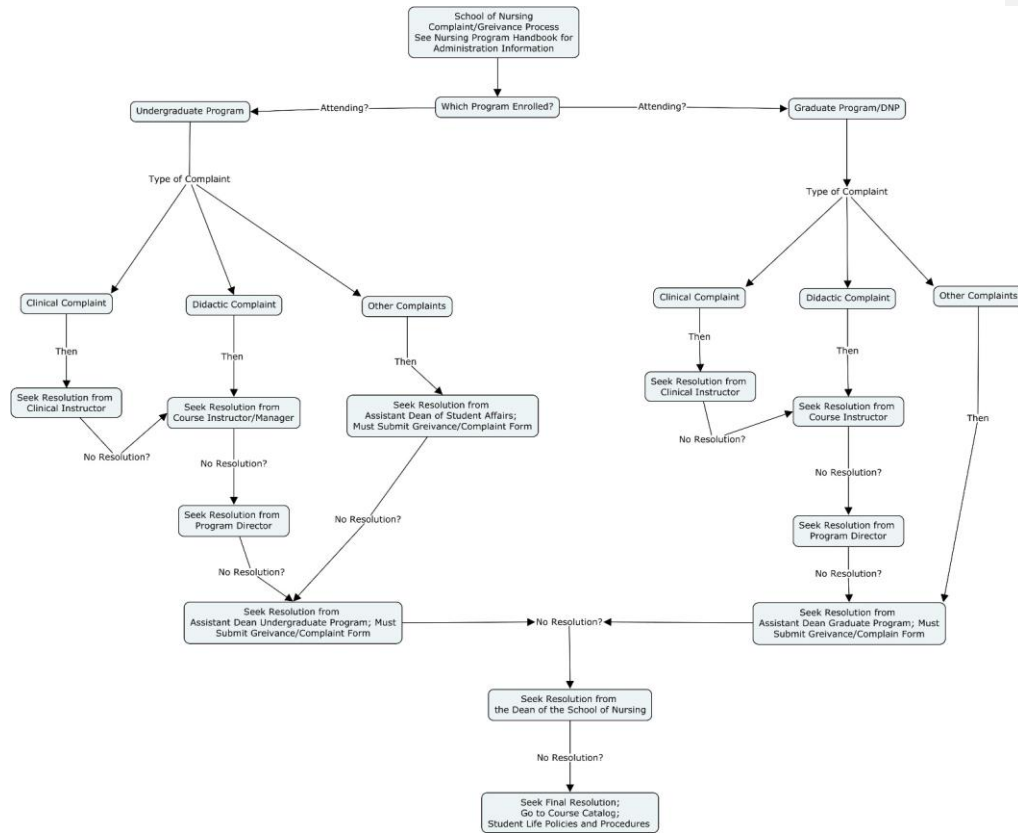 School of Nursing
Complaint/Greivance Process
See Nursing Program Handbook for
Administration Information
Undergraduate Program
Attending?
Which Program Enrolled?
Attending?
Graduate Program/DNP
Type of Complaint
Type of Complaint
Clinical Complaint
Didactic Complaint
Other Complaints
Clinical Complaint
Didactic Complaint
Other Complaints
Then
Then
Then
Then
Then
Then
Seek Resolution from
Clinical Instructor
Seek Resolution from
Course Instructor/Manager
Seek Resolution from
Assistant Dean of Student Affairs;
Must Submit Greivance/Complaint Form
Seek Resolution from
Clinical Instructor
Seek Resolution from
Course Instructor
No Resolution?
No Resolution?
No Resolution?
No Resolution?
Seek Resolution from
Program Director
No Resolution?
Seek Resolution from
Program Director
No Resolution?
No Resolution?
Seek Resolution from
Assistant Dean Undergraduate Program; Must
Submit Greivance/Complaint Form
No Resolution?
Seek Resolution from
Assistant Dean Graduate Program; Must
Submit Greivance/Complain Form
Seek Resolution from
the Dean of the School of Nursing
No Resolution?
Seek Final Resolution;
Go to Course Catalog;
Student Life Policies and Procedures